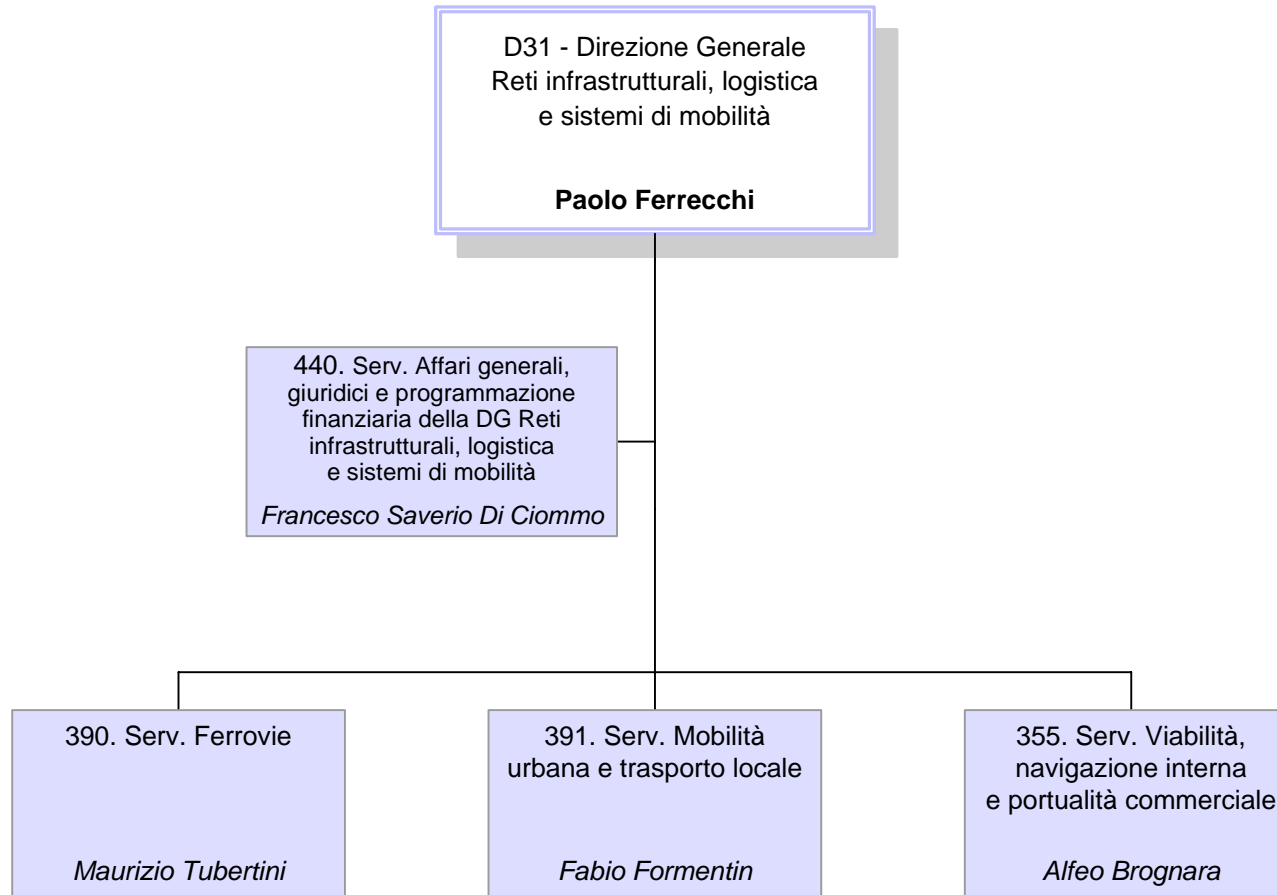 D31 - Direzione Generale
Reti infrastrutturali, logistica
e sistemi di mobilità
Paolo Ferrecchi
440. Serv. Affari generali,
giuridici e programmazione
finanziaria della DG Reti
infrastrutturali, logistica
e sistemi di mobilità
Francesco Saverio Di Ciommo
390. Serv. Ferrovie
Maurizio Tubertini
391. Serv. Mobilità
urbana e trasporto locale
Fabio Formentin
355. Serv. Viabilità,
navigazione interna
e portualità commerciale
Alfeo Brognara